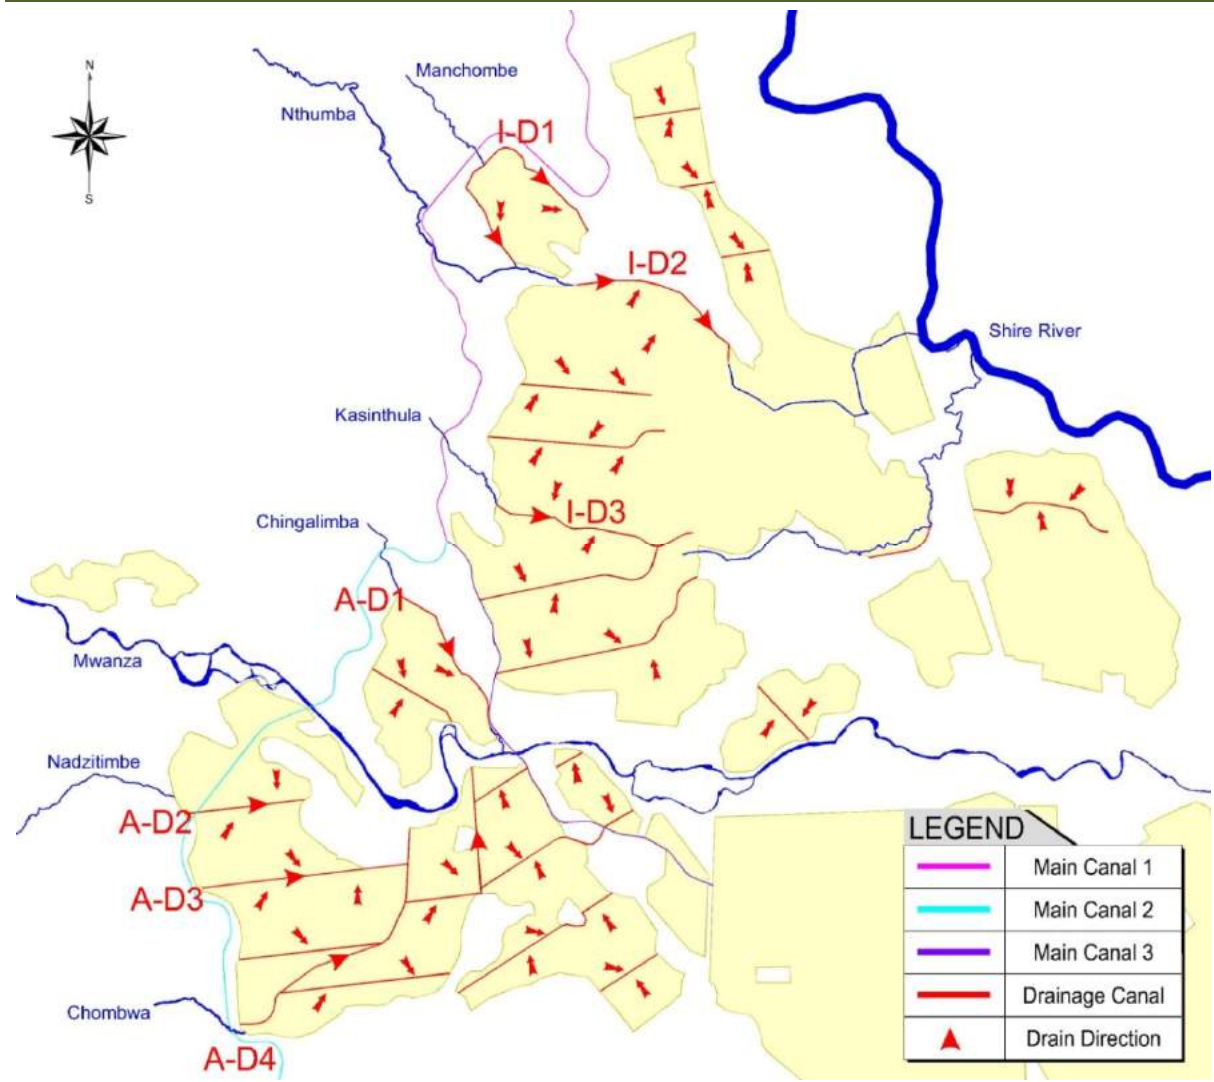 Manchombe
N
Nthumba
I-D1
S
I-D2
Shire River
Kasinthula
I-D3
Chingalimba
A-D1
Mwanza
Nadzitimbe
A-D2
A-D3
Chombwa
A-D4
LEGEND
Main Canal 1
Main Canal 2
Main Canal 3
Drainage Canal
Drain Direction